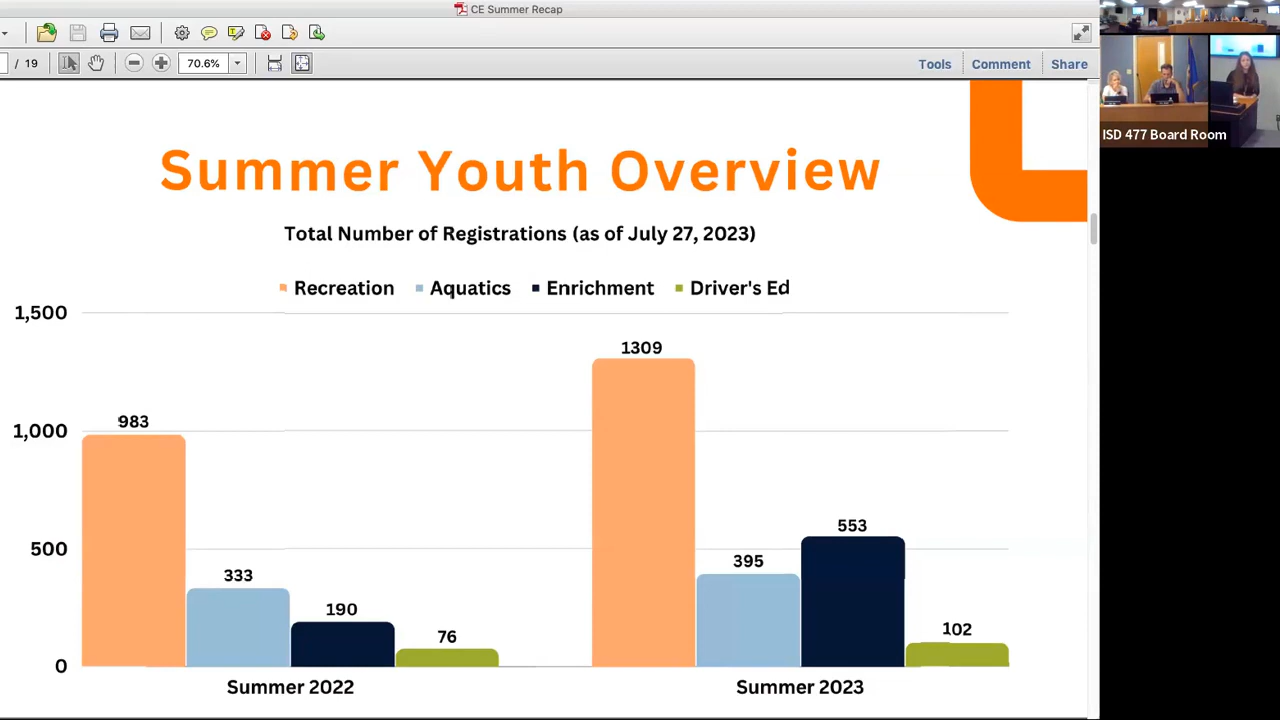 CE Summer Recap
/ 19
70.6%
Tools
Comment
Share
ISD 477 Board Room
Summer Youth Overview
Total Number of Registrations (as of July 27, 2023)
Recreation
Aquatics
Enrichment
Driver's Ed
1,500
1,000
500
0
983
333
190
76
1309
395
553
102
Summer 2022
Summer 2023